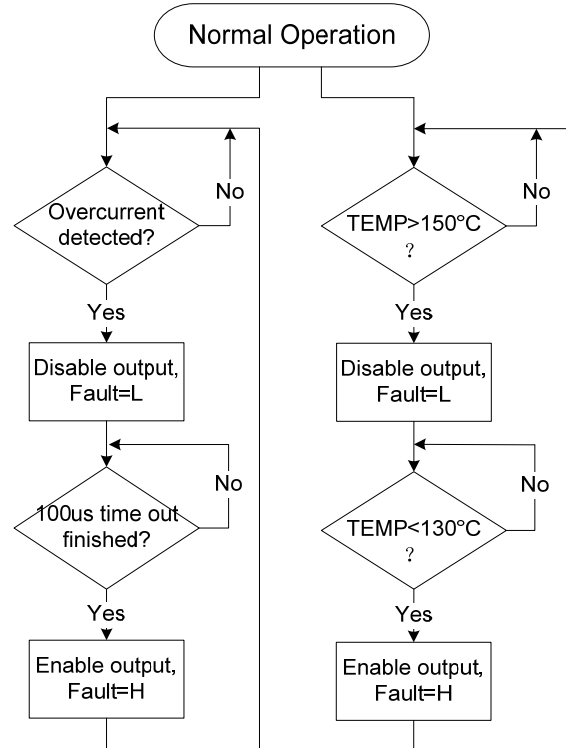 Normal Operation
No
Overcurrent
detected?
Yes
Disable output,
Fault=L
No
100us time out
finished?
Yes
Enable output,
Fault=H
No
TEMP>150°C
?
Yes
Disable output,
Fault=L
No
TEMP<130°C
?
Yes
Enable output,
Fault=H